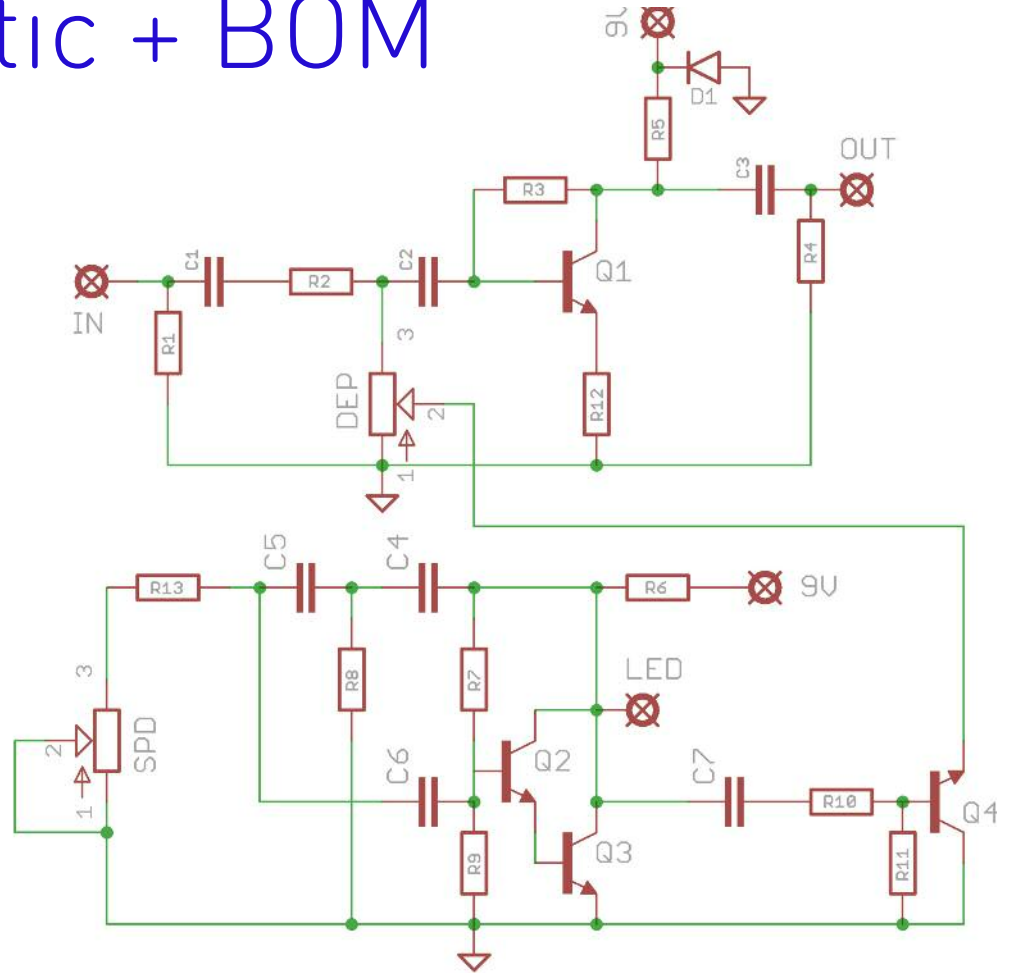 tic + BOM
9V
D1
R5
OUT
C3
R3
R4
C1
C2
R2
Q1
IN
R1
3
DEP
2
R12
1
C5
C4
R13
R6
9V
3
R8
R7
LED
SPD
2
Q2
C6
C7
1
R10
Q4
Q3
R9
R11